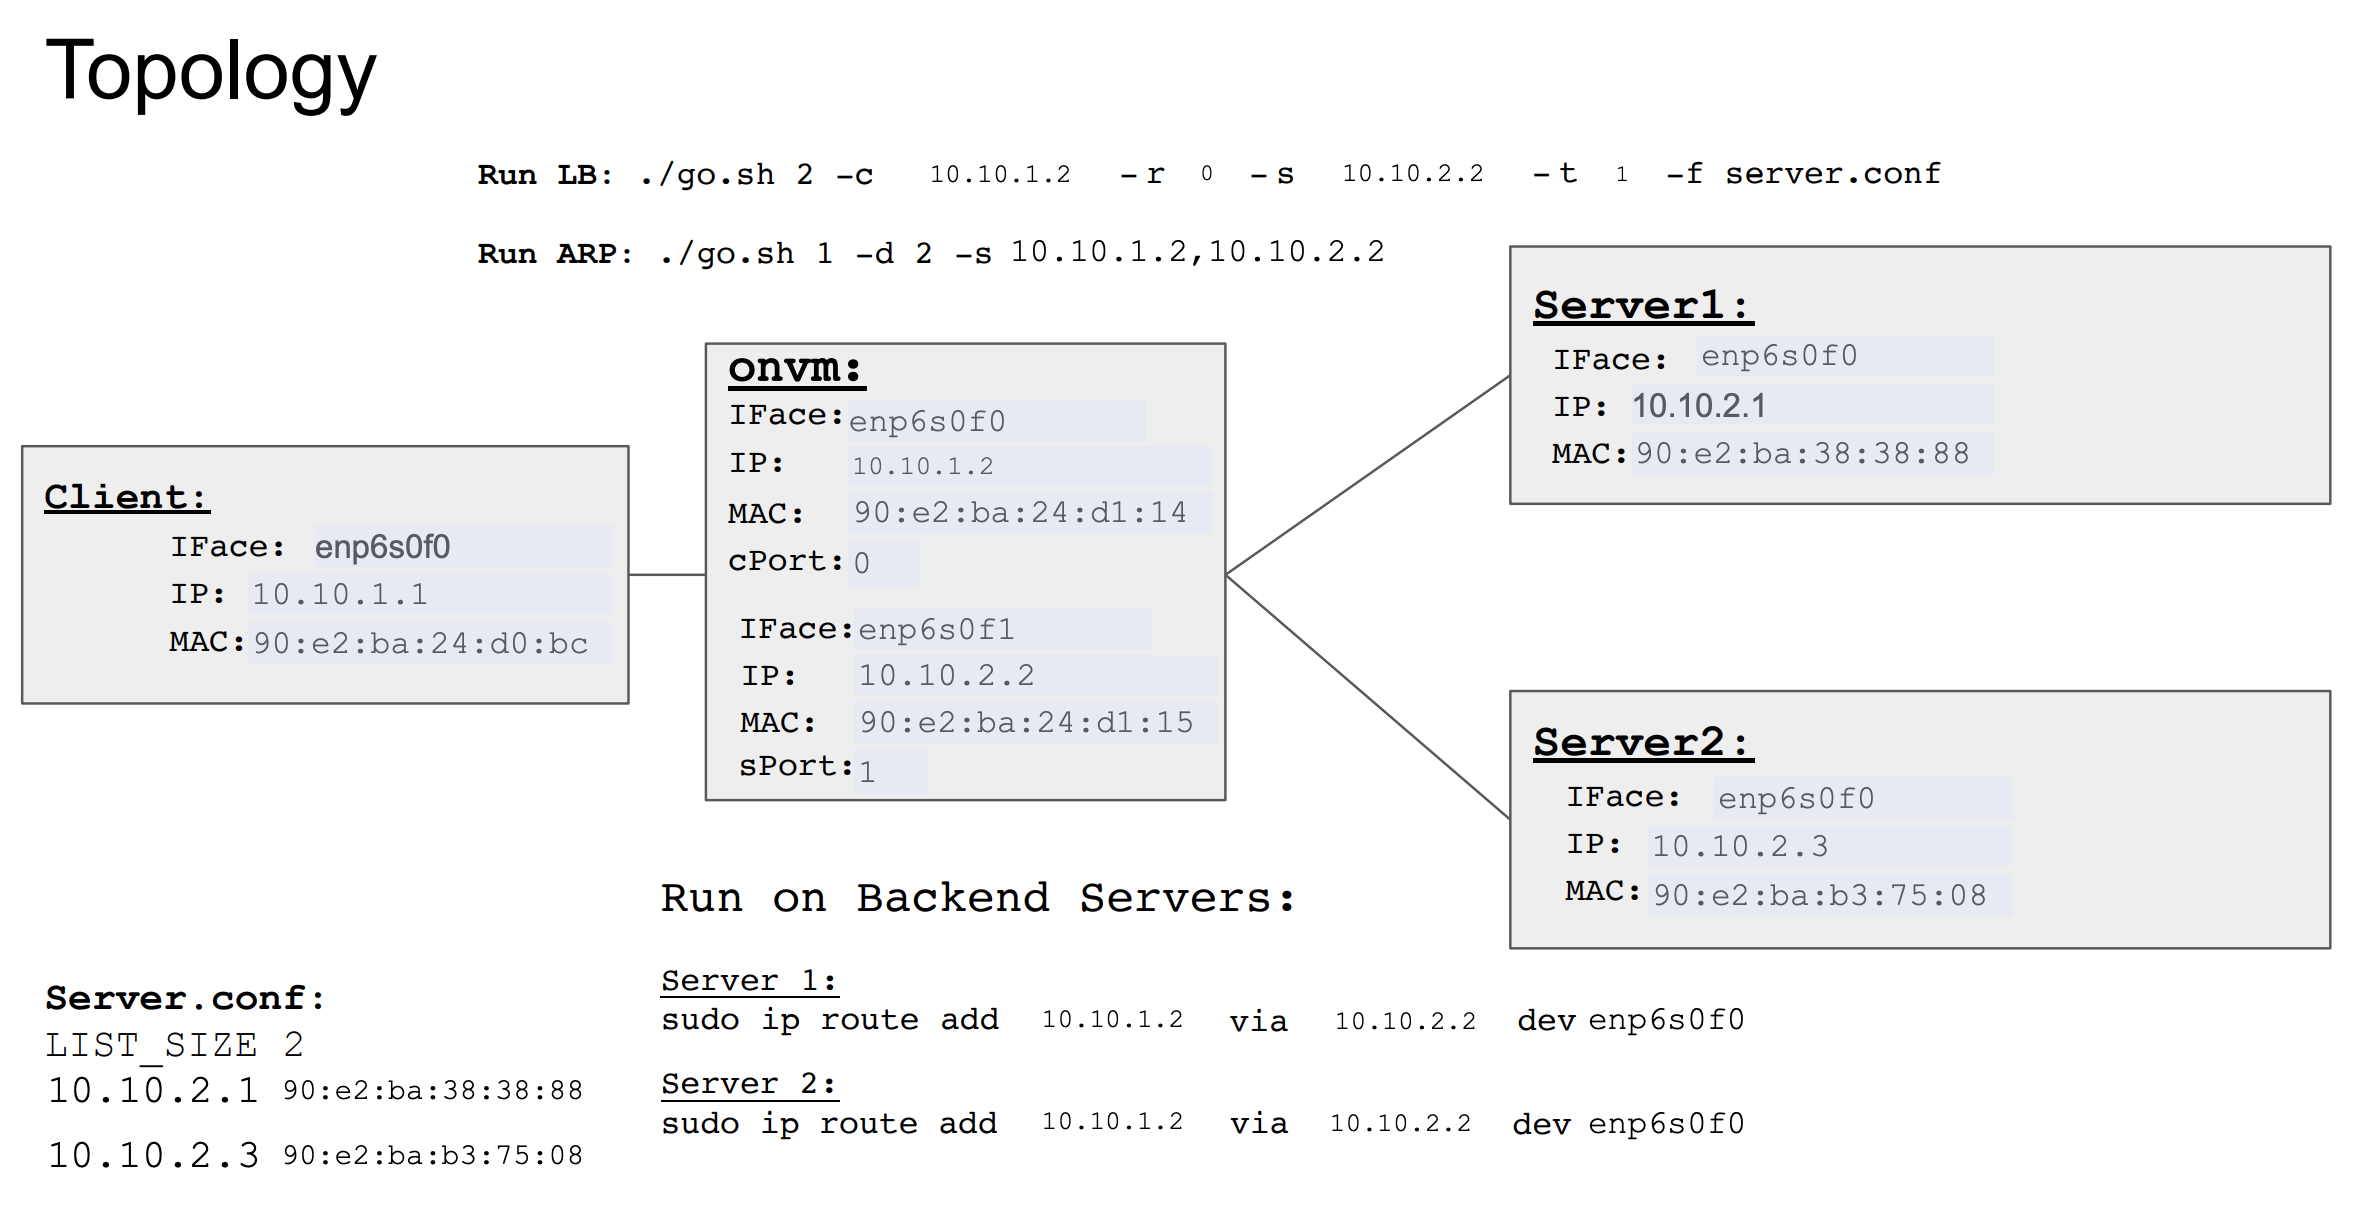 Topology
Run LB: ./go.sh 2 -c 10.10.1.2 -r 0 -s 10.10.2.2 -t 1 -f server.conf
Run ARP: ./go.sh 1 -d 2 -s 10.10.1.2,10.10.2.2
Client:
IFace: enp6s0f0
IP: 10.10.1.1
MAC: 90:e2:ba:24:d0:bc
onvm:
IFace: enp6s0f0
IP: 10.10.1.2
MAC: 90:e2:ba:24:d1:14
cPort: 0
IFace: enp6s0f1
IP: 10.10.2.2
MAC: 90:e2:ba:24:d1:15
sPort: 1
Server1:
IFace: enp6s0f0
IP: 10.10.2.1
MAC: 90:e2:ba:38:38:88
Server2:
IFace: enp6s0f0
IP: 10.10.2.3
MAC: 90:e2:ba:b3:75:08
Server.conf:
LIST_SIZE 2
10.10.2.1 90:e2:ba:38:38:88
10.10.2.3 90:e2:ba:b3:75:08
Run on Backend Servers:
Server 1:
sudo ip route add 10.10.1.2 via 10.10.2.2 dev enp6s0f0
Server 2:
sudo ip route add 10.10.1.2 via 10.10.2.2 dev enp6s0f0